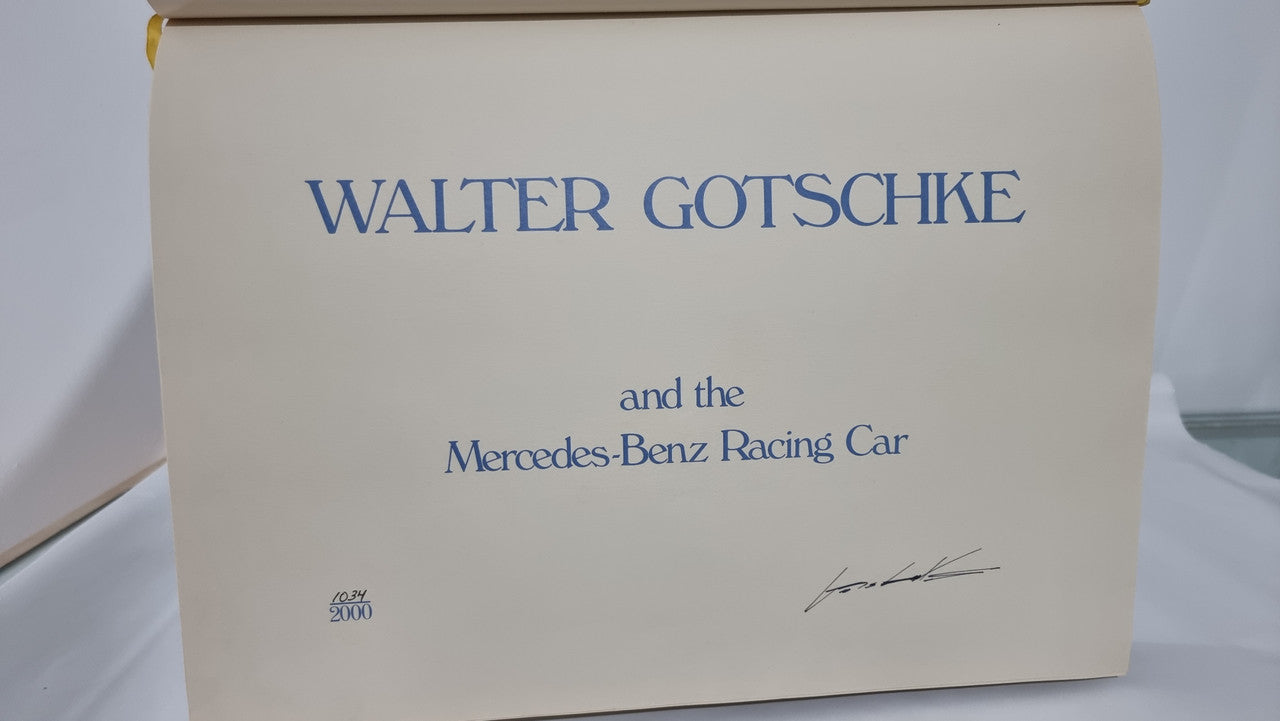 WALTER GOTSCHKE
and the
Mercedes-Benz Racing Car
1034
2000